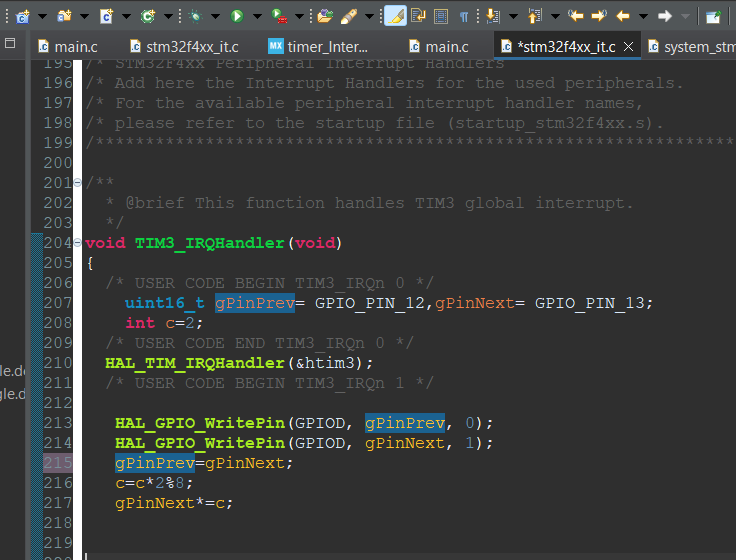 main.c
stm32f4xx_it.c
MX timer_Inter...
main.c
*stm32f4xx_it.c
system_stm
195 /* STM32F4xx Peripheral Interrupt Handlers
196 /* Add here the Interrupt Handlers for the used peripherals.
197 /* For the available peripheral interrupt handler names,
198 /* please refer to the startup file (startup_stm32f4xx.s).
199 /*****************************************************************
200
201 /**
202 * @brief This function handles TIM3 global interrupt.
203 */
204 void TIM3_IRQHandler(void)
205 {
206 /* USER CODE BEGIN TIM3_IRQn 0 */
207 uint16_t gPinPrev= GPIO_PIN_12,gPinNext= GPIO_PIN_13;
208 int c=2;
209 /* USER CODE END TIM3_IRQn 0 */
210 HAL_TIM_IRQHandler(&htim3);
211 /* USER CODE BEGIN TIM3_IRQn 1 */
212
213 HAL_GPIO_WritePin(GPIOD, gPinPrev, 0);
214 HAL_GPIO_WritePin(GPIOD, gPinNext, 1);
215 gPinPrev=gPinNext;
216 c=c*2%8;
217 gPinNext*=c;
218
219
le.de
gle.d